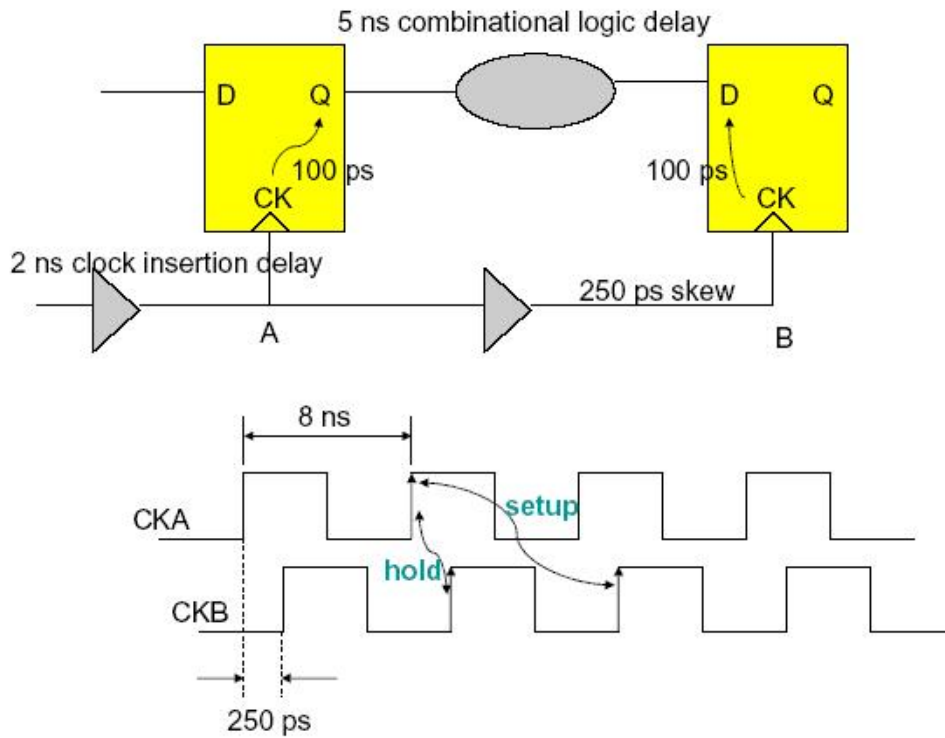 5 ns combinational logic delay
D Q
D Q
100 ps
100 ps
CK
CK
2 ns clock insertion delay
250 ps skew
A
B
8 ns
setup
CKA
hold
CKB
250 ps